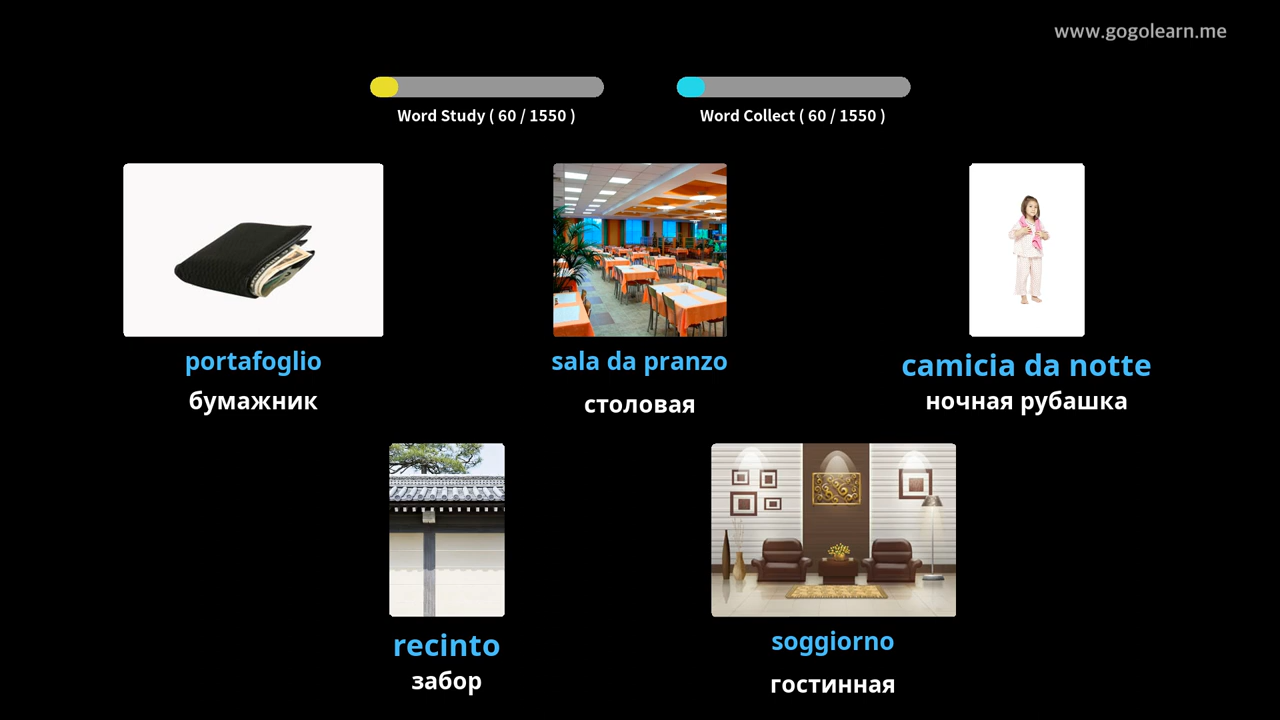 www.gogolearn.me
Word Study ( 60 / 1550 )
Word Collect ( 60 / 1550 )
portafoglio
бумажник
sala da pranzo
столовая
camicia da notte
ночная рубашка
recinto
забор
soggiorno
гостинная